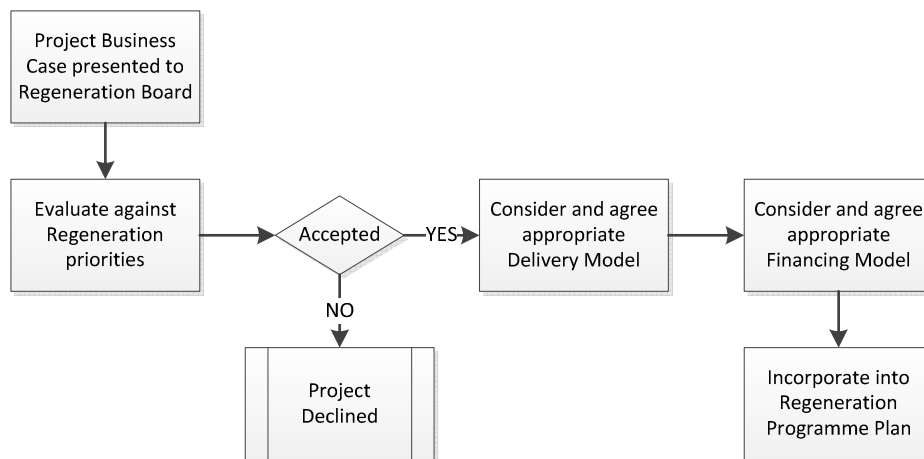 Project Business
Case presented to
Regeneration Board
Evaluate against
Regeneration
priorities
Accepted
YES
Consider and agree
appropriate
Delivery Model
Consider and agree
appropriate
Financing Model
NO
Project
Declined
Incorporate into
Regeneration
Programme Plan